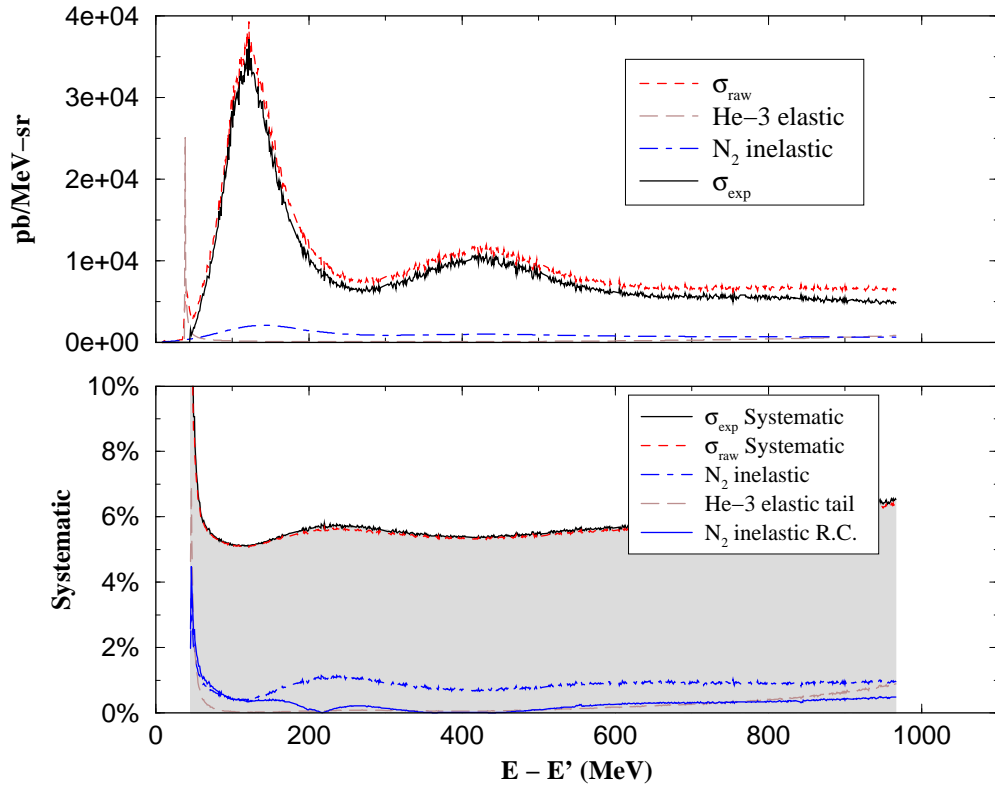 4e+04
3e+04
2e+04
1e+04
0e+00
pb/MeV−sr
σraw
He−3 elastic
N2 inelastic
σexp
10%
8%
6%
4%
2%
0%
Systematic
σexp Systematic
σraw Systematic
N2 inelastic
He−3 elastic tail
N2 inelastic R.C.
0 200 400 600 800 1000
E − E’ (MeV)